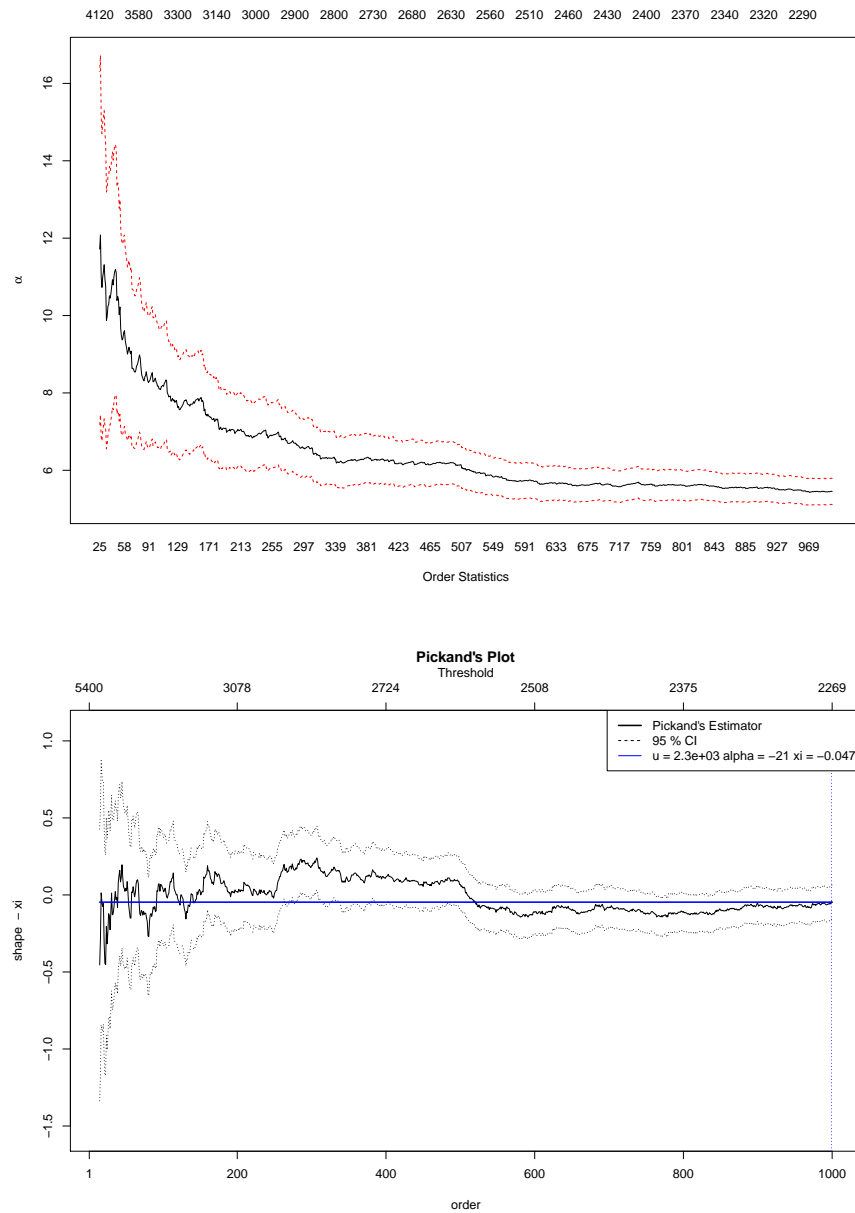 4120 3580 3300 3140 3000 2900 2800 2730 2680 2630 2560 2510 2460 2430 2400 2370 2340 2320 2290
16
14
12
10
8
6
α
25 58 91 129 171 213 255 297 339 381 423 465 507 549 591 633 675 717 759 801 843 885 927 969
Order Statistics
Pickand's Plot
Threshold
5400 3078 2724 2508 2375 2269
Pickand's Estimator
95 % CI
u = 2.3e+03 alpha = −21 xi = −0.047
1.0
0.5
0.0
−0.5
−1.0
−1.5
shape − xi
1 200 400 600 800 1000
order